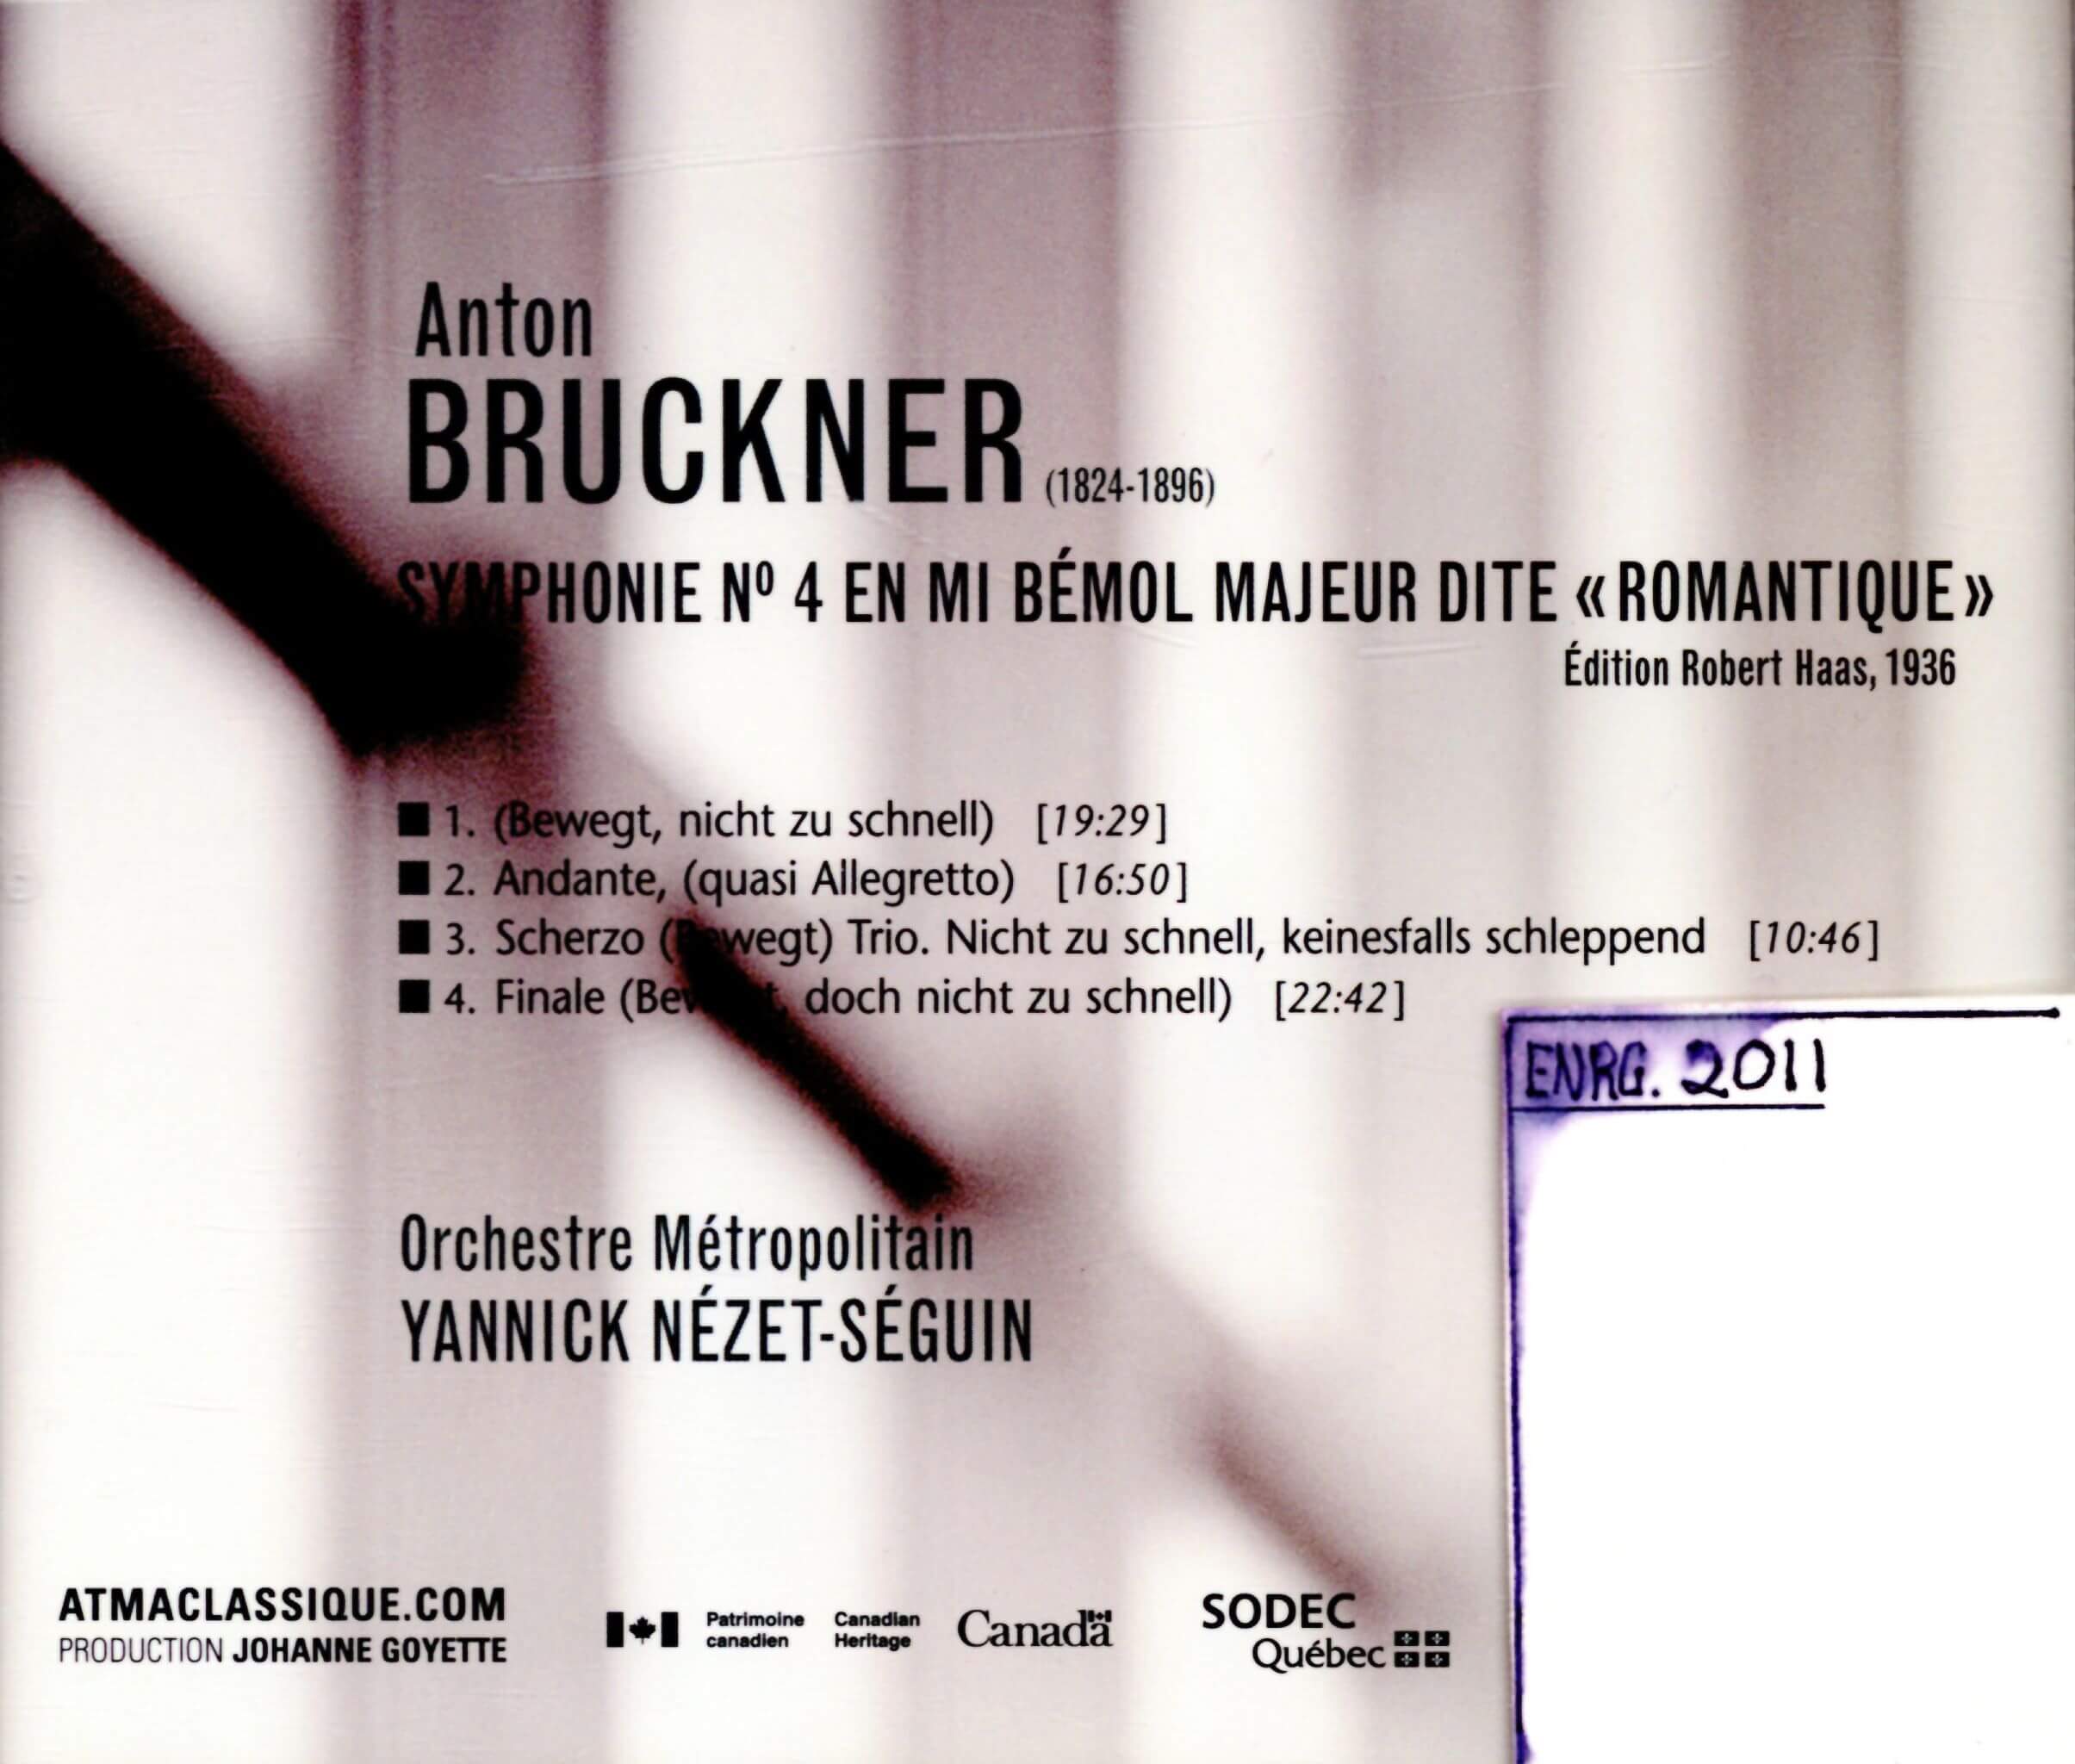 Anton
BRUCKNER (1824-1896)
SYMPHONIE Nº 4 EN MI BÉMOL MAJEUR DITE « ROMANTIQUE »
Édition Robert Haas, 1936
■ 1. (Bewegt, nicht zu schnell) [19:29]
■ 2. Andante, (quasi Allegretto) [16:50]
■ 3. Scherzo (Bewegt) Trio. Nicht zu schnell, keinesfalls schleppend [10:46]
■ 4. Finale (Bewegt, doch nicht zu schnell) [22:42]
ENRG. 2011
Orchestre Métropolitain
YANNICK NÉZET-SÉGUIN
ATMACLASSIQUE.COM
PRODUCTION JOHANNE GOYETTE
Patrimoine canadien
Canadian Heritage
Canada
SODEC
Québec